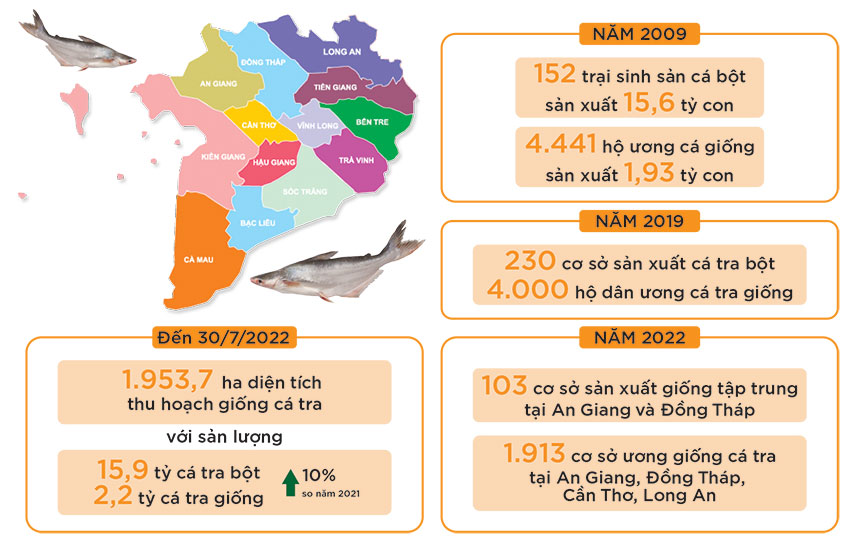 LONG AN
ĐỒNG THÁP
AN GIANG
TIỀN GIANG
CẦN THƠ
VĨNH LONG
BẾN TRE
KIÊN GIANG
HẬU GIANG
TRÀ VINH
SÓC TRĂNG
BẠC LIÊU
CÀ MAU
NĂM 2009
152 trại sinh sản cá bột
sản xuất 15,6 tỷ con
4.441 hộ ương cá giống
sản xuất 1,93 tỷ con
NĂM 2019
230 cơ sở sản xuất cá tra bột
4.000 hộ dân ương cá tra giống
Đến 30/7/2022
1.953,7 ha diện tích
thu hoạch giống cá tra
với sản lượng
15,9 tỷ cá tra bột
2,2 tỷ cá tra giống
10%
so năm 2021
NĂM 2022
103 cơ sở sản xuất giống tập trung
tại An Giang và Đồng Tháp
1.913 cơ sở ương giống cá tra
tại An Giang, Đồng Tháp,
Cần Thơ, Long An